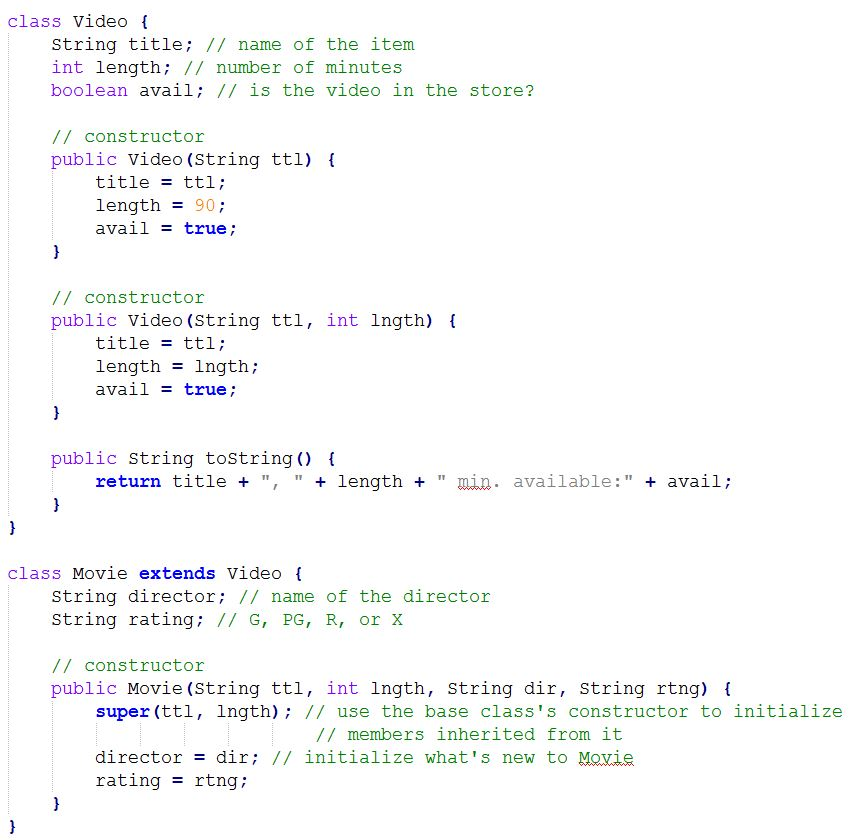 class Video {
    String title; // name of the item
    int length; // number of minutes
    boolean avail; // is the video in the store?

    // constructor
    public Video(String ttl) {
        title = ttl;
        length = 90;
        avail = true;
    }

    // constructor
    public Video(String ttl, int lngth) {
        title = ttl;
        length = lngth;
        avail = true;
    }

    public String toString() {
        return title + ", " + length + " min. available:" + avail;
    }
}

class Movie extends Video {
    String director; // name of the director
    String rating; // G, PG, R, or X

    // constructor
    public Movie(String ttl, int lngth, String dir, String rtng) {
        super(ttl, lngth); // use the base class's constructor to initialize
                            // members inherited from it
        director = dir; // initialize what's new to Movie
        rating = rtng;
    }
}